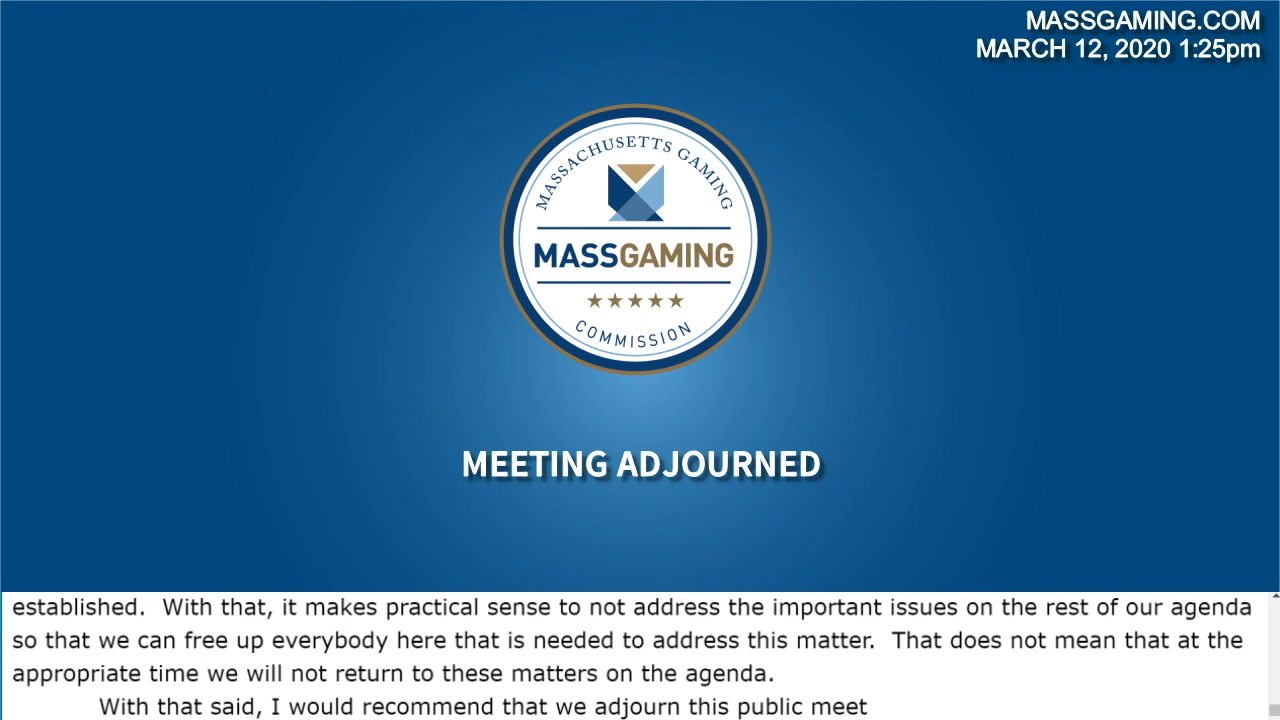 MASSGAMING.COM
MARCH 12, 2020 1:25pm
MASSACHUSETTS GAMING
MASSGAMING
COMMISSION
MEETING ADJOURNED
established.  With that, it makes practical sense to not address the important issues on the rest of our agenda
so that we can free up everybody here that is needed to address this matter.  That does not mean that at the
appropriate time we will not return to these matters on the agenda.
With that said, I would recommend that we adjourn this public meet